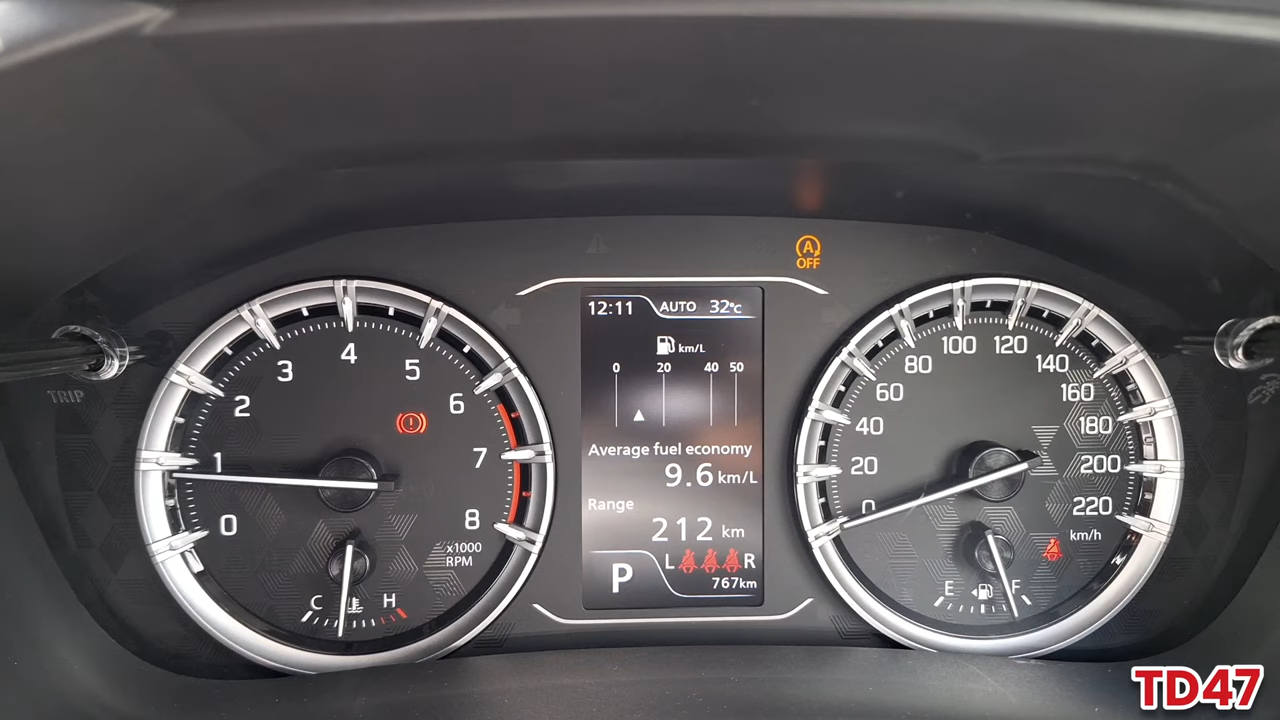 A
OFF
12:11 AUTO 32°C
km/L
0 20 40 50
Average fuel economy
9.6 km/L
Range
212 km
L R
P
767km
TRIP
0
1
2
3
4
5
6
7
8
x1000
RPM
C H
0
20
40
60
80
100
120
140
160
180
200
220
km/h
E F
TD47